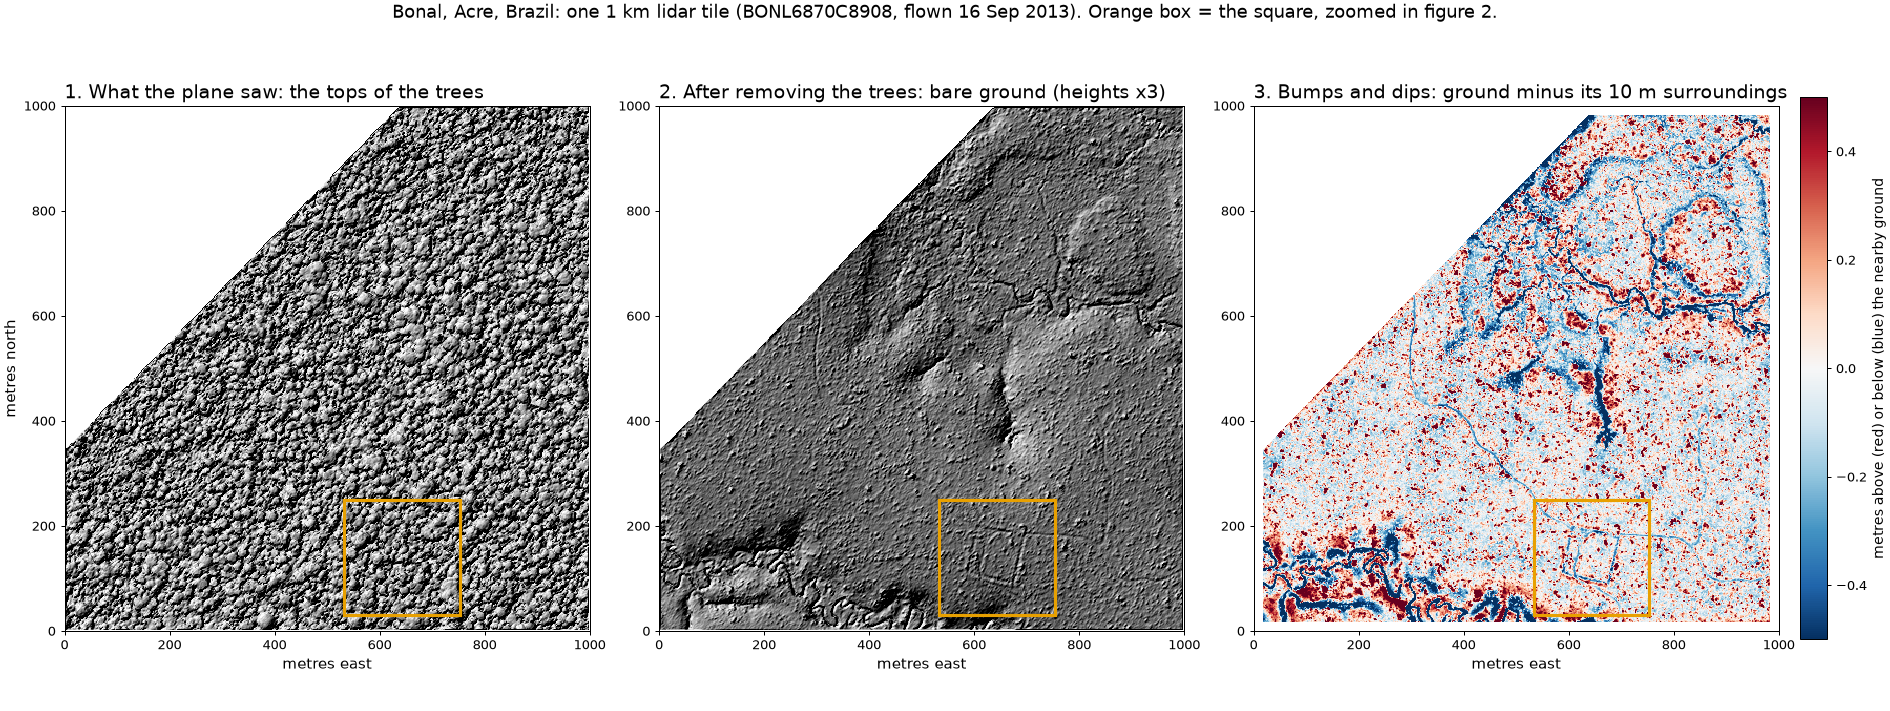 Bonal, Acre, Brazil: one 1 km lidar tile (BONL6870C8908, flown 16 Sep 2013). Orange box = the square, zoomed in figure 2.
1. What the plane saw: the tops of the trees
1000
800
600
400
200
0
metres north
0 200 400 600 800 1000
metres east
2. After removing the trees: bare ground (heights x3)
1000
800
600
400
200
0
0 200 400 600 800 1000
metres east
3. Bumps and dips: ground minus its 10 m surroundings
1000
800
600
400
200
0
0 200 400 600 800 1000
metres east
0.4
0.2
0.0
−0.2
−0.4
metres above (red) or below (blue) the nearby ground